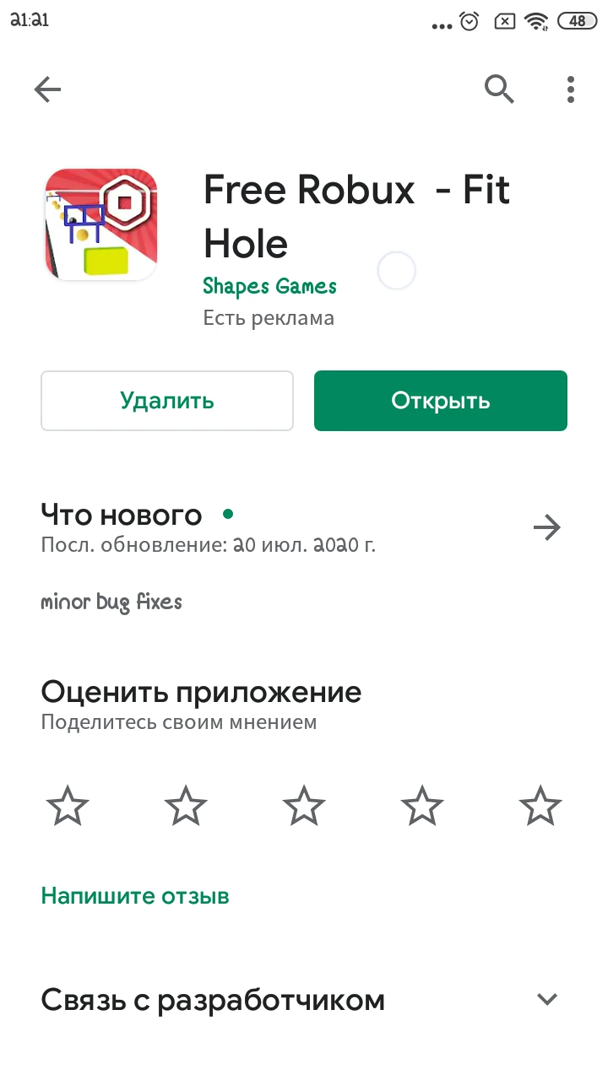 21:21
48
Free Robux - Fit
Hole
Shapes Games
Есть реклама
Удалить
Открыть
Что нового
Посл. обновление: 20 июл. 2020 г.
minor bug fixes
Оценить приложение
Поделитесь своим мнением
Напишите отзыв
Связь с разработчиком